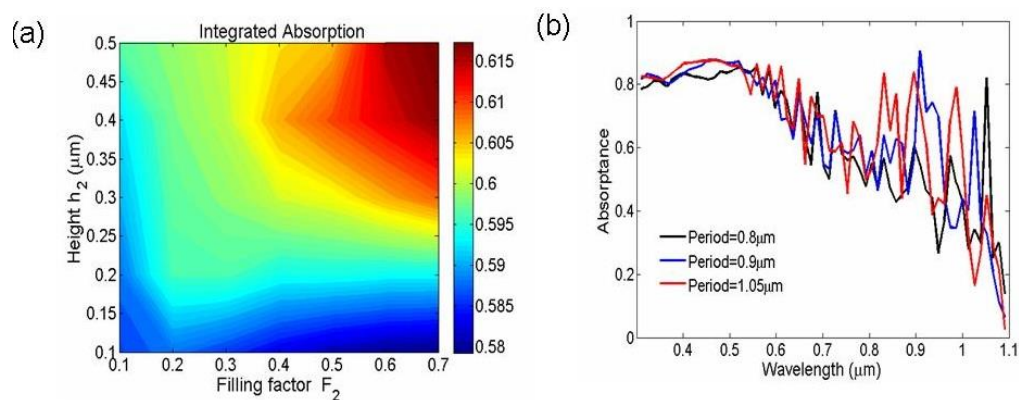 (a)
Integrated Absorption
0.5
0.45
0.4
0.35
0.3
0.25
0.2
0.15
0.1
Height h₂ (μm)
0.1 0.2 0.3 0.4 0.5 0.6 0.7
Filling factor F₂
0.615
0.61
0.605
0.6
0.595
0.59
0.585
0.58
(b)
1
0.8
0.6
0.4
0.2
0
Absorptance
Period=0.8μm
Period=0.9μm
Period=1.05μm
0.4 0.5 0.6 0.7 0.8 0.9 1 1.1
Wavelength (μm)